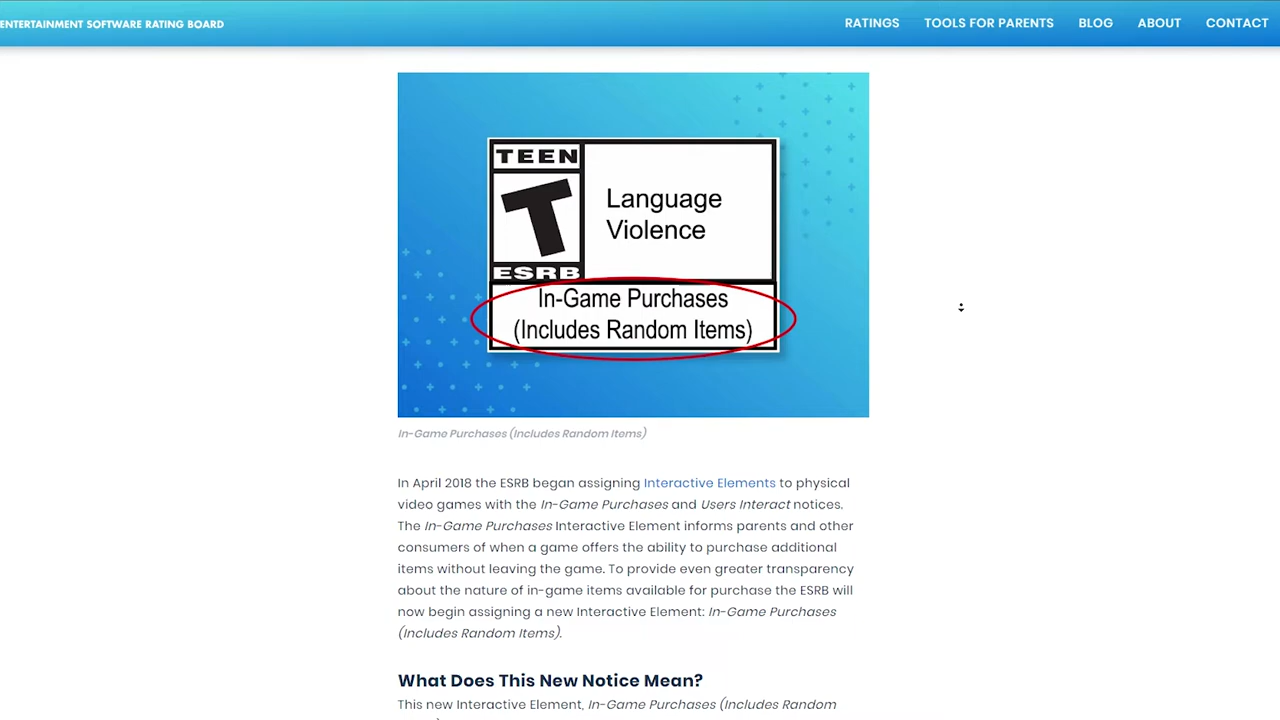 ENTERTAINMENT SOFTWARE RATING BOARD
RATINGS TOOLS FOR PARENTS BLOG ABOUT CONTACT
TEEN
T
ESRB
Language
Violence
In-Game Purchases
(Includes Random Items)
In-Game Purchases (Includes Random Items)
In April 2018 the ESRB began assigning Interactive Elements to physical
video games with the In-Game Purchases and Users Interact notices.
The In-Game Purchases Interactive Element informs parents and other
consumers of when a game offers the ability to purchase additional
items without leaving the game. To provide even greater transparency
about the nature of in-game items available for purchase the ESRB will
now begin assigning a new Interactive Element: In-Game Purchases
(Includes Random Items).
What Does This New Notice Mean?
This new Interactive Element, In-Game Purchases (Includes Random